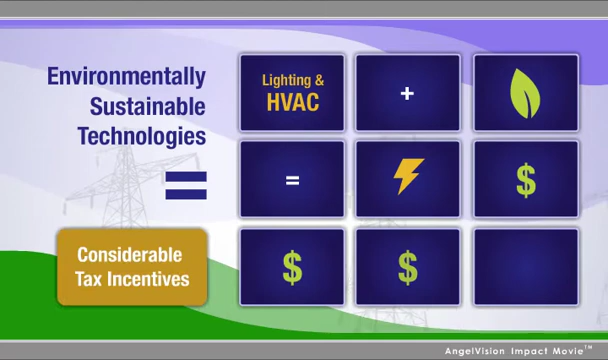 Environmentally
Sustainable
Technologies
=
Considerable
Tax Incentives
Lighting &
HVAC
+
=
$
$
$
AngelVision Impact Movie™